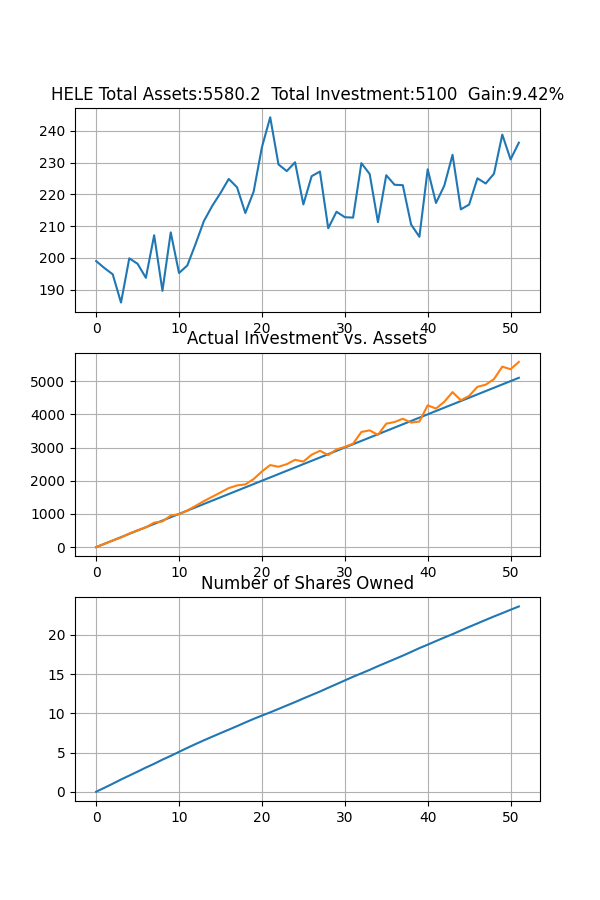 HELE Total Assets:5580.2  Total Investment:5100  Gain:9.42%
240
230
220
210
200
190
0 10 20 30 40 50
Actual Investment vs. Assets
5000
4000
3000
2000
1000
0
0 10 20 30 40 50
Number of Shares Owned
20
15
10
5
0
0 10 20 30 40 50